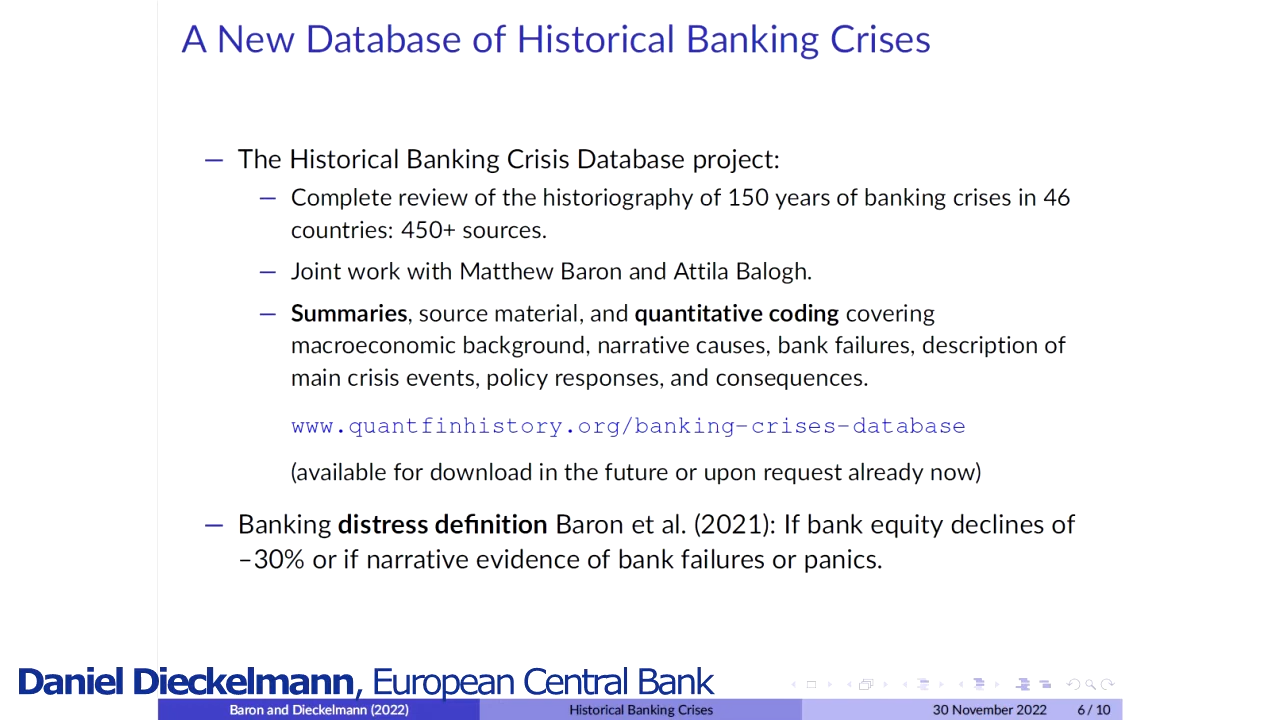 A New Database of Historical Banking Crises
— The Historical Banking Crisis Database project:
— Complete review of the historiography of 150 years of banking crises in 46
countries: 450+ sources.
— Joint work with Matthew Baron and Attila Balogh.
— Summaries, source material, and quantitative coding covering
macroeconomic background, narrative causes, bank failures, description of
main crisis events, policy responses, and consequences.
www.quantfinhistory.org/banking-crises-database
(available for download in the future or upon request already now)
— Banking distress definition Baron et al. (2021): If bank equity declines of
–30% or if narrative evidence of bank failures or panics.
Daniel Dieckelmann, European Central Bank
Baron and Dieckelmann (2022) Historical Banking Crises 30 November 2022 6 / 10